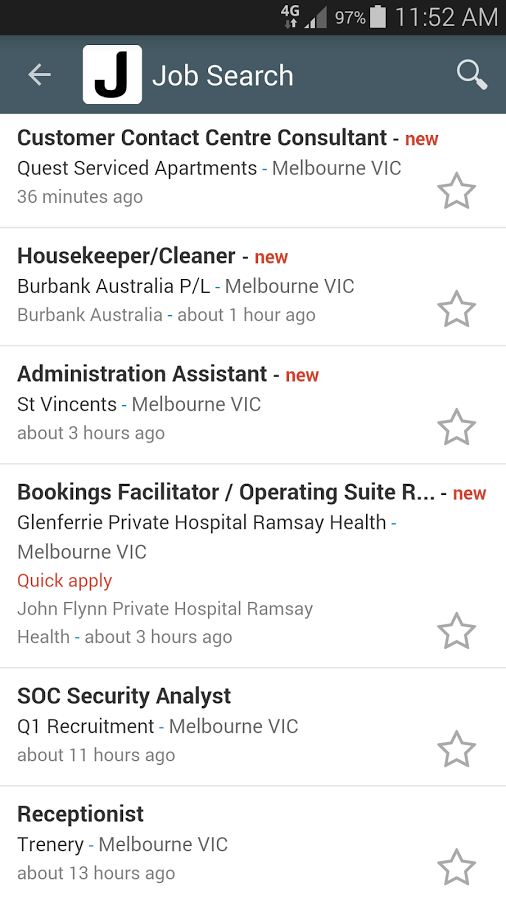 4G 97% 11:52 AM
J Job Search
Customer Contact Centre Consultant - new
Quest Serviced Apartments - Melbourne VIC
36 minutes ago
Housekeeper/Cleaner - new
Burbank Australia P/L - Melbourne VIC
Burbank Australia - about 1 hour ago
Administration Assistant - new
St Vincents - Melbourne VIC
about 3 hours ago
Bookings Facilitator / Operating Suite R... - new
Glenferrie Private Hospital Ramsay Health -
Melbourne VIC
Quick apply
John Flynn Private Hospital Ramsay
Health - about 3 hours ago
SOC Security Analyst
Q1 Recruitment - Melbourne VIC
about 11 hours ago
Receptionist
Trenery - Melbourne VIC
about 13 hours ago